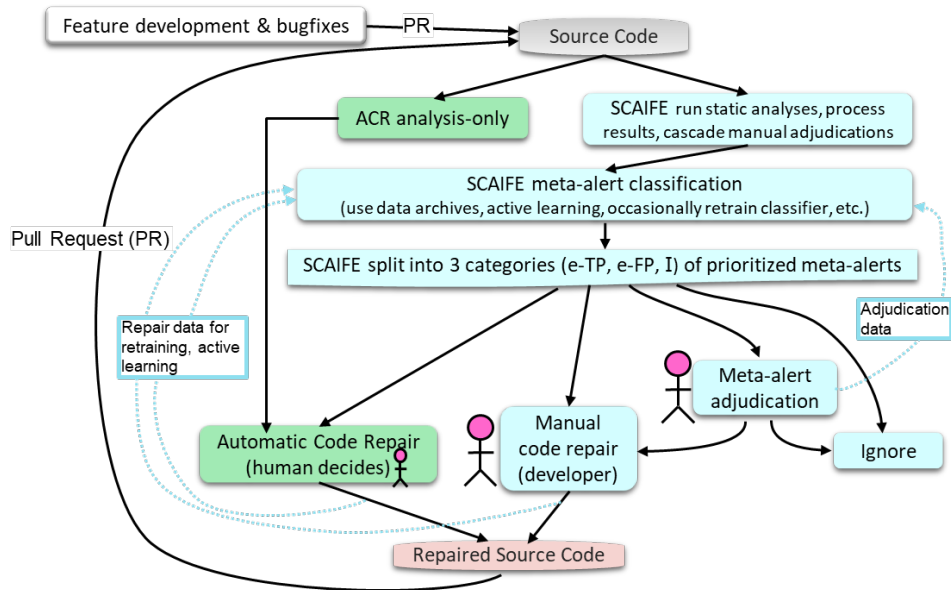 Feature development & bugfixes
PR
Source Code
ACR analysis-only
SCAIFE run static analyses, process
results, cascade manual adjudications
SCAIFE meta-alert classification
(use data archives, active learning, occasionally retrain classifier, etc.)
Pull Request (PR)
SCAIFE split into 3 categories (e-TP, e-FP, I) of prioritized meta-alerts
Repair data for
retraining, active
learning
Adjudication
data
Meta-alert
adjudication
Automatic Code Repair
(human decides)
Manual
code repair
(developer)
Ignore
Repaired Source Code